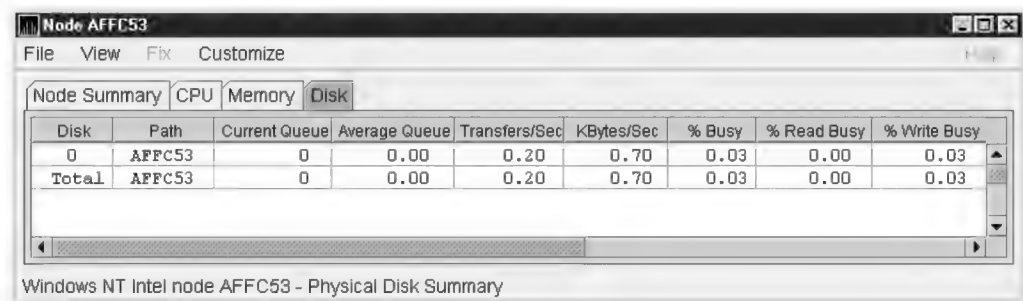 Node AFFC53
File View Fix Customize Help
Node Summary CPU Memory Disk
Disk Path Current Queue Average Queue Transfers/Sec KBytes/Sec % Busy % Read Busy % Write Busy
0 AFFC53 0 0.00 0.20 0.70 0.03 0.00 0.03
Total AFFC53 0 0.00 0.20 0.70 0.03 0.00 0.03
Windows NT Intel node AFFC53 - Physical Disk Summary